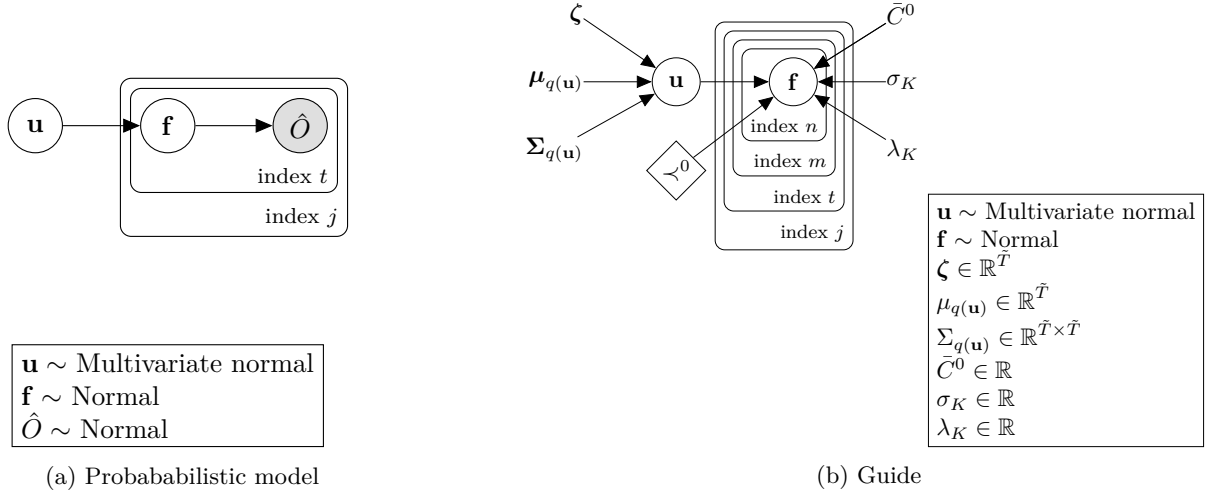 u
f
Ô
index t
index j
u ∼ Multivariate normal
f ∼ Normal
Ô ∼ Normal
(a) Probababilistic model
ζ
μ_{q(u)}
Σ_{q(u)}
u
≺⁰
f
index n
index m
index t
index j
C̄⁰
σ_K
λ_K
u ∼ Multivariate normal
f ∼ Normal
ζ ∈ ℝ^{T̃}
μ_{q(u)} ∈ ℝ^{T̃}
Σ_{q(u)} ∈ ℝ^{T̃×T̃}
C̄⁰ ∈ ℝ
σ_K ∈ ℝ
λ_K ∈ ℝ
(b) Guide